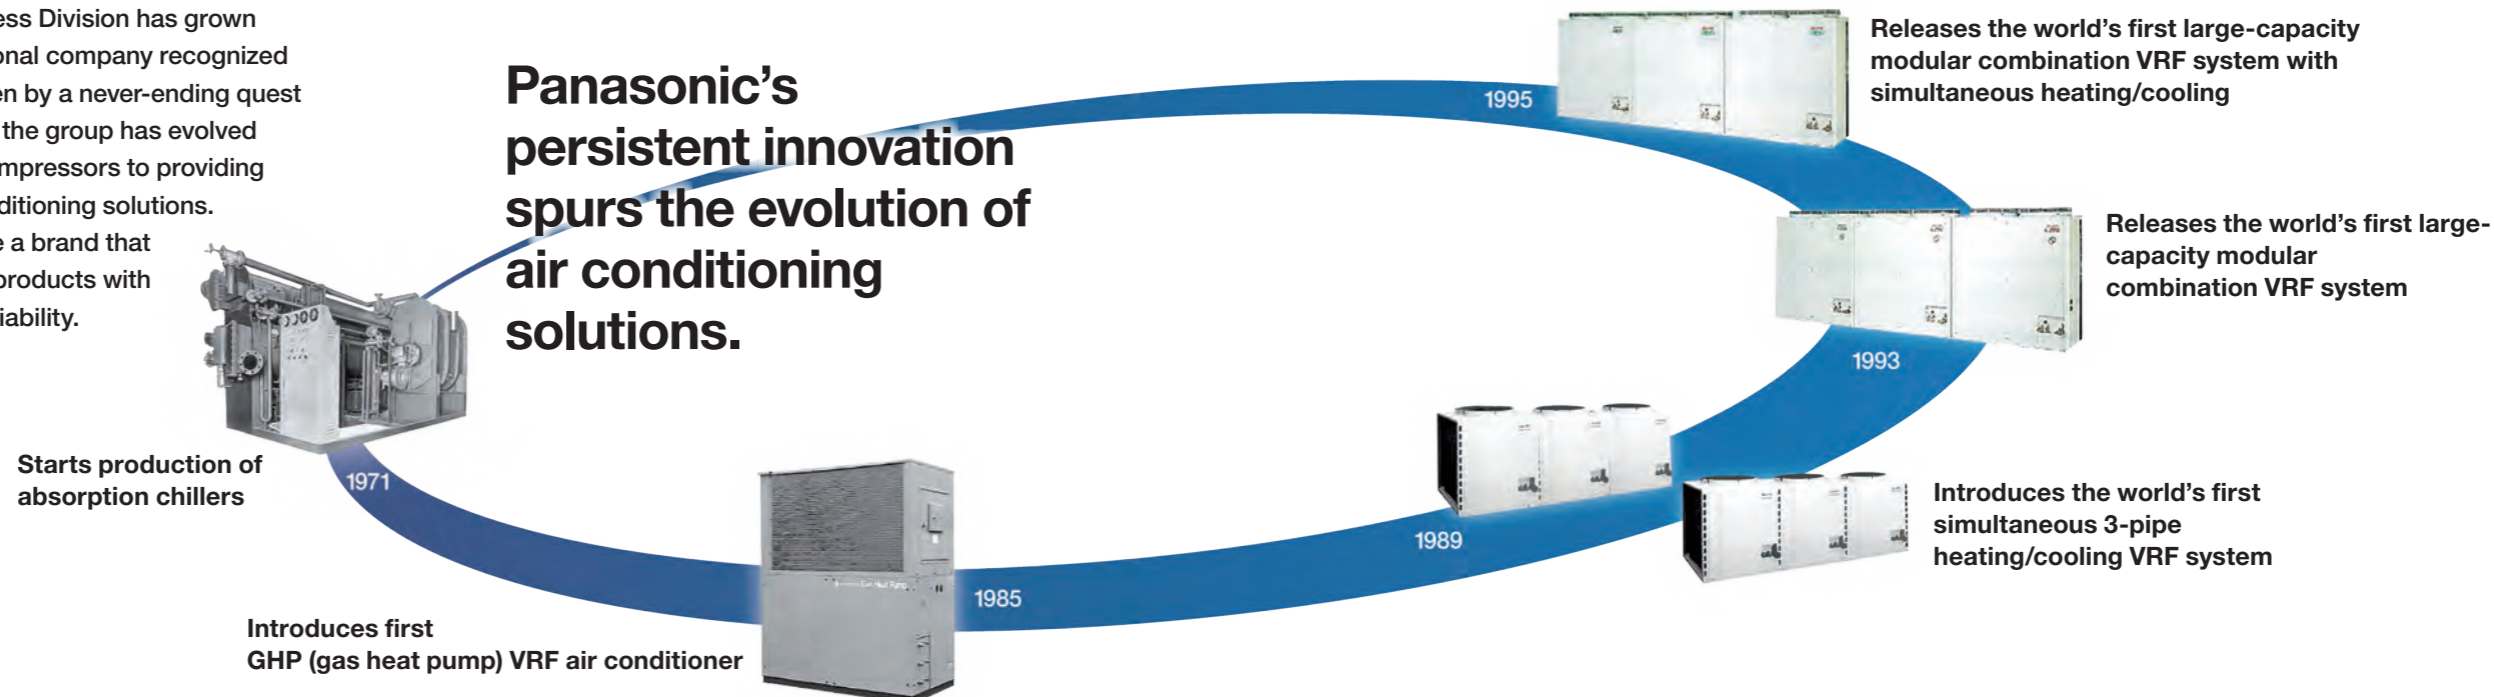 ess Division has grown
onal company recognized
en by a never-ending quest
the group has evolved
mpressors to providing
ditioning solutions.
e a brand that
products with
iability.
Panasonic’s
persistent innovation
spurs the evolution of
air conditioning
solutions.
1995
Releases the world’s first large-capacity
modular combination VRF system with
simultaneous heating/cooling
Releases the world’s first large-
capacity modular
combination VRF system
1993
Starts production of
absorption chillers
1971
1989
Introduces the world’s first
simultaneous 3-pipe
heating/cooling VRF system
1985
Introduces first
GHP (gas heat pump) VRF air conditioner